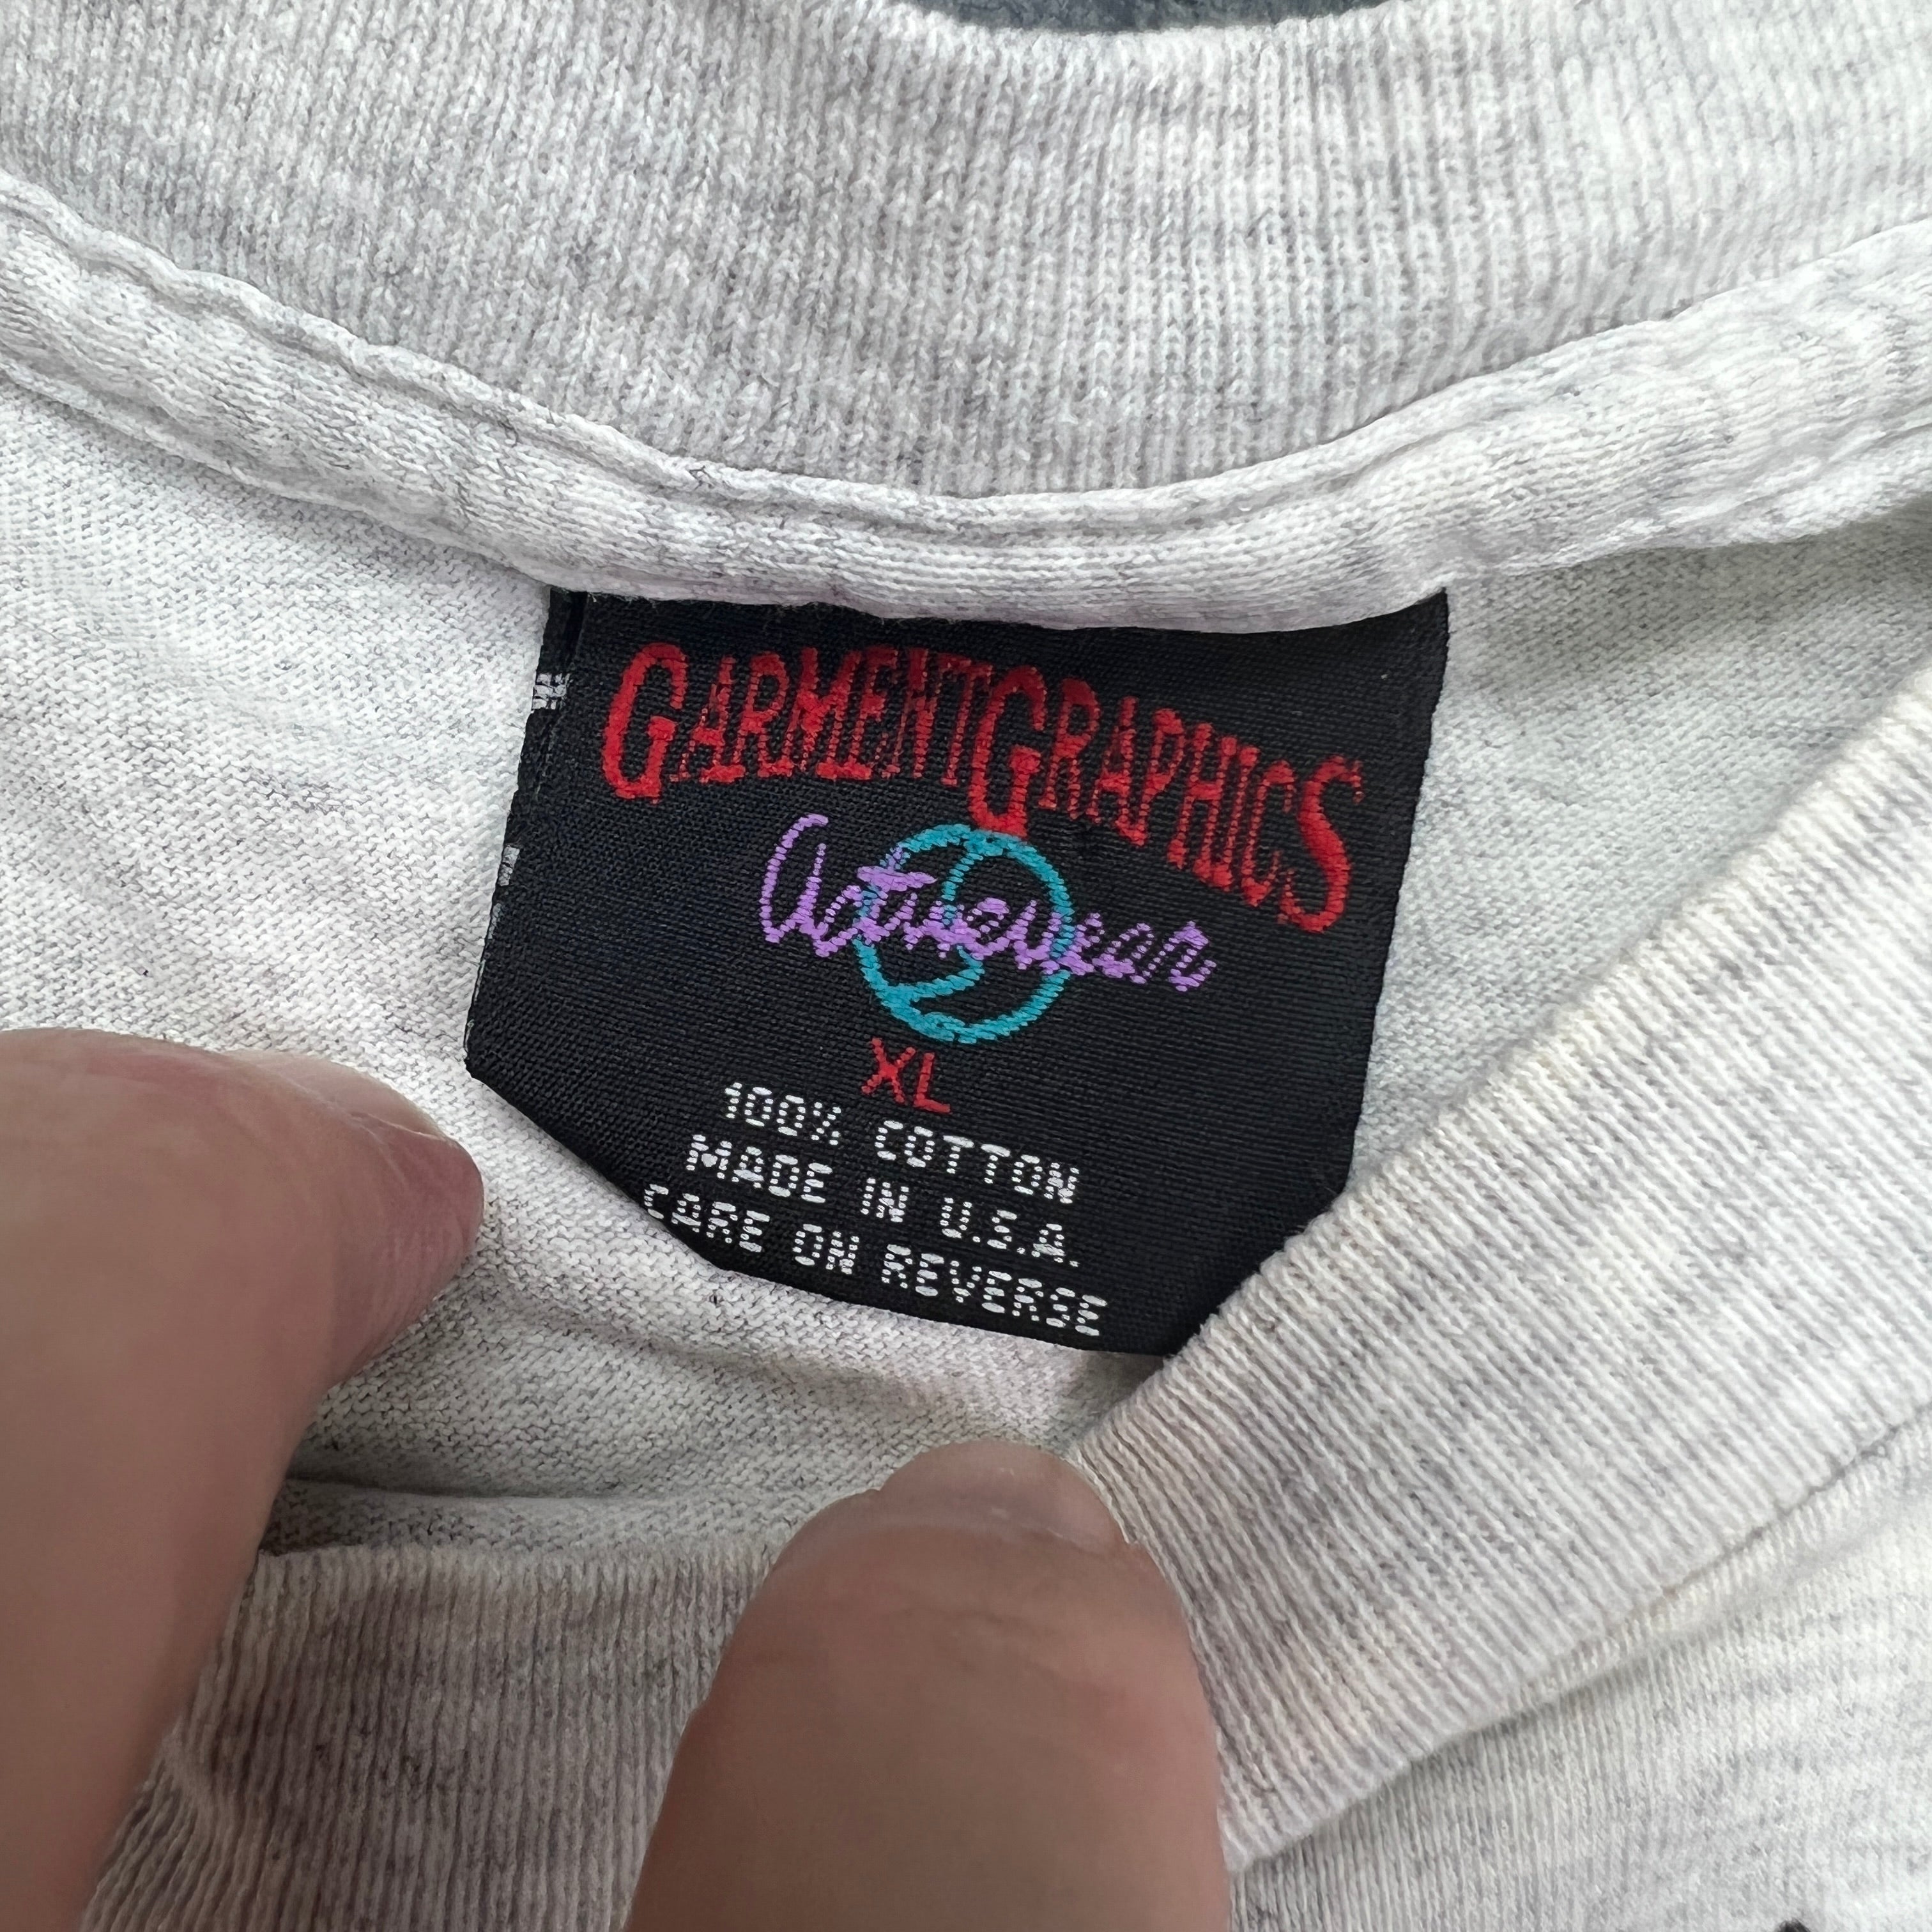 GARMENTGRAPHICS
Activewear
XL
100% COTTON
MADE IN U.S.A.
CARE ON REVERSE